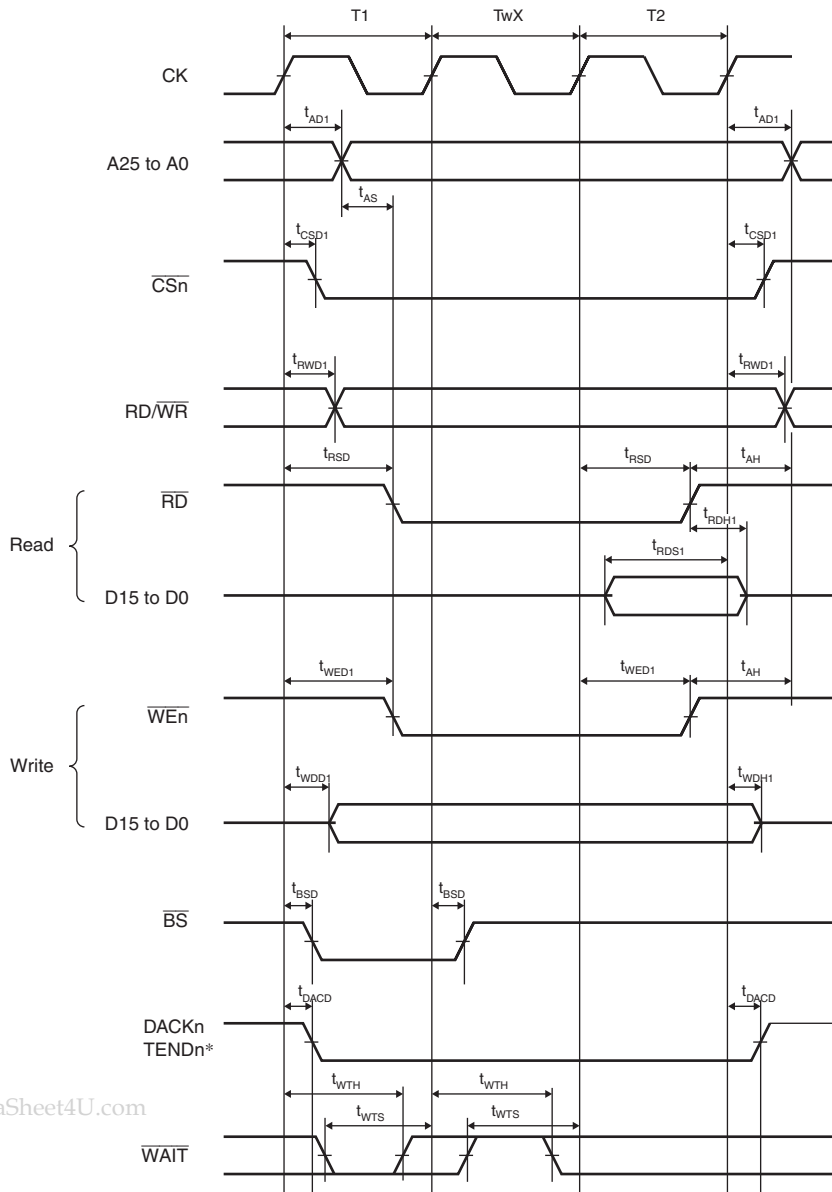 T1 TwX T2
CK
tAD1 tAD1
A25 to A0
tAS
tCSD1 tCSD1
CSn
tRWD1 tRWD1
RD/WR
tRSD tRSD tAH
RD
tRDH1
Read
tRDS1
D15 to D0
tWED1 tWED1 tAH
WEn
Write
tWDD1 tWDH1
D15 to D0
tBSD tBSD
BS
tDACD tDACD
DACKn
TENDn*
tWTH tWTH
aSheet4U.com
tWTS tWTS
WAIT